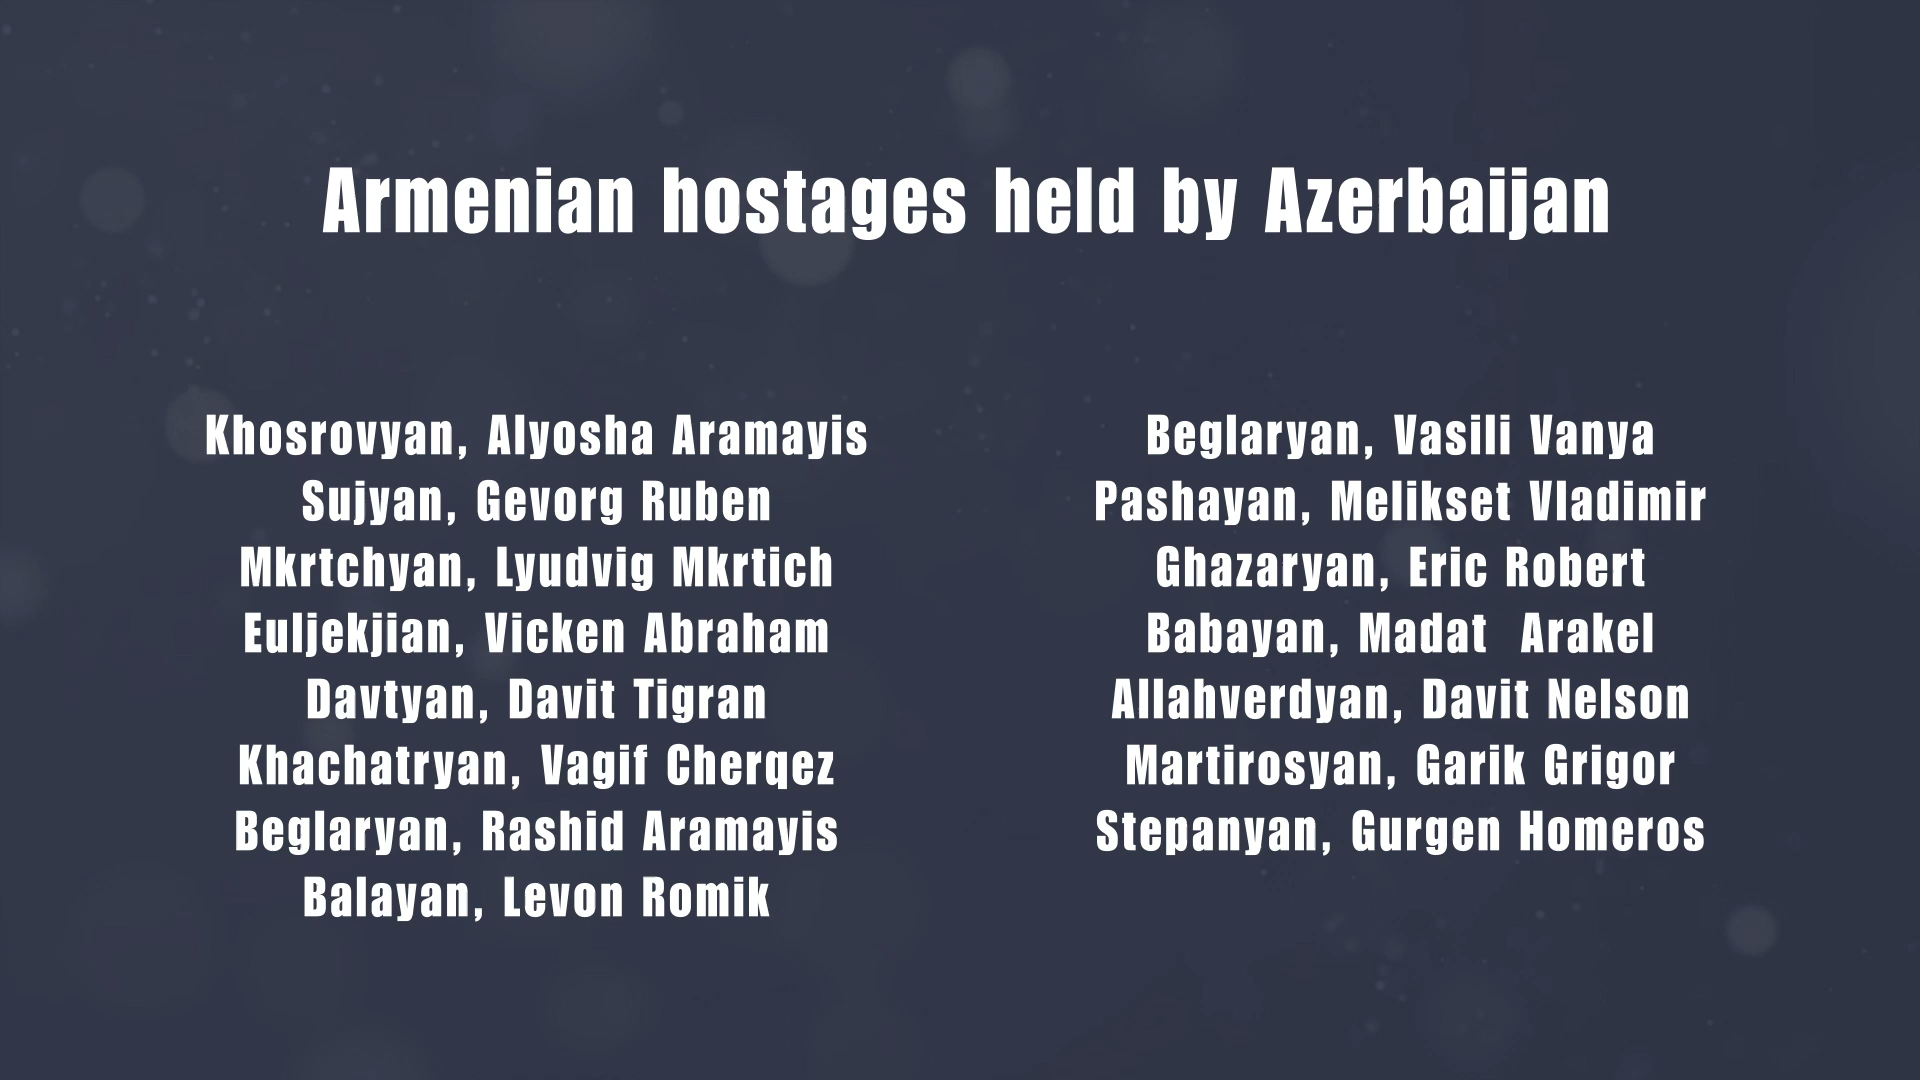 Armenian hostages held by Azerbaijan
Khosrovyan, Alyosha Aramayis
Sujyan, Gevorg Ruben
Mkrtchyan, Lyudvig Mkrtich
Euljekjian, Vicken Abraham
Davtyan, Davit Tigran
Khachatryan, Vagif Cherqez
Beglaryan, Rashid Aramayis
Balayan, Levon Romik
Beglaryan, Vasili Vanya
Pashayan, Melikset Vladimir
Ghazaryan, Eric Robert
Babayan, Madat  Arakel
Allahverdyan, Davit Nelson
Martirosyan, Garik Grigor
Stepanyan, Gurgen Homeros